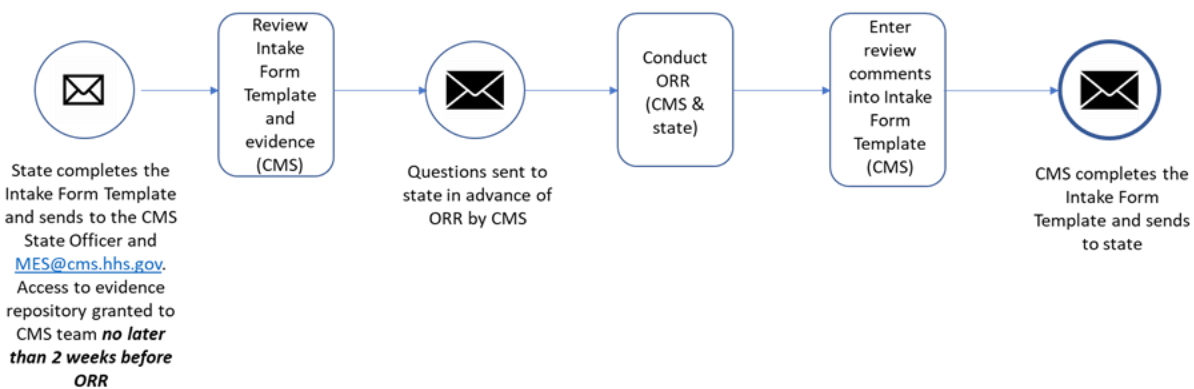 State completes the
Intake Form Template
and sends to the CMS
State Officer and
MES@cms.hhs.gov.
Access to evidence
repository granted to
CMS team no later
than 2 weeks before
ORR
Review
Intake
Form
Template
and
evidence
(CMS)
Questions sent to
state in advance of
ORR by CMS
Conduct
ORR
(CMS &
state)
Enter
review
comments
into Intake
Form
Template
(CMS)
CMS completes the
Intake Form
Template and sends
to state